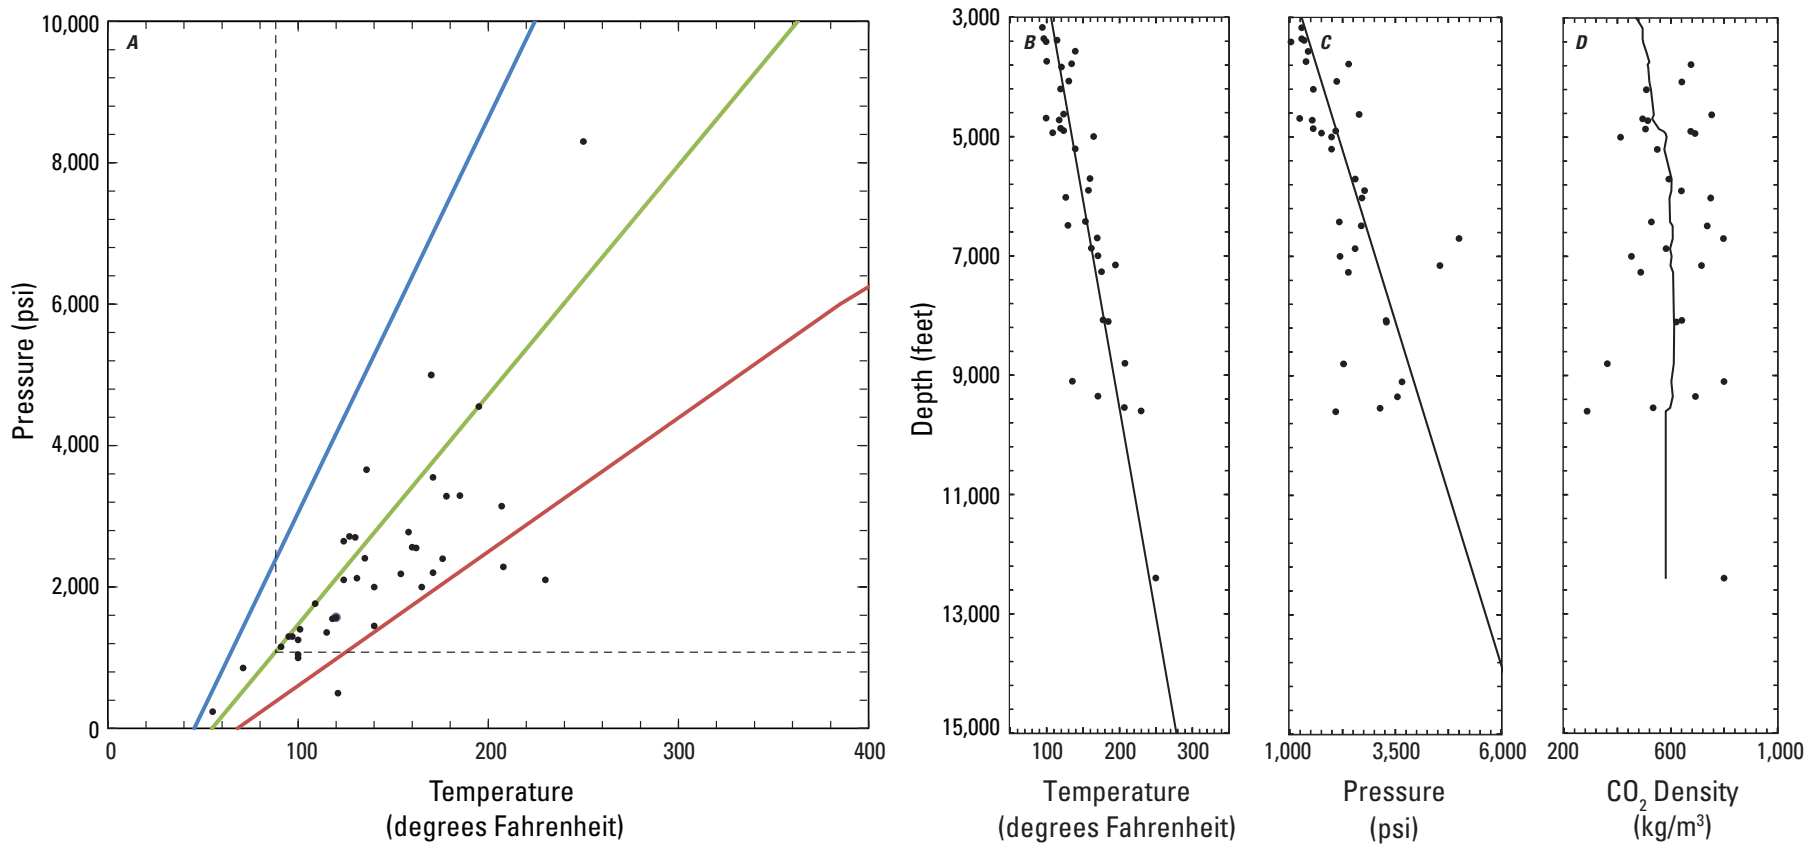 A
10,000
8,000
6,000
4,000
2,000
0
Pressure (psi)
0 100 200 300 400
Temperature
(degrees Fahrenheit)
B
3,000
5,000
7,000
9,000
11,000
13,000
15,000
Depth (feet)
100 200 300
Temperature
(degrees Fahrenheit)
C
1,000 3,500 6,000
Pressure
(psi)
D
200 600 1,000
CO₂ Density
(kg/m³)